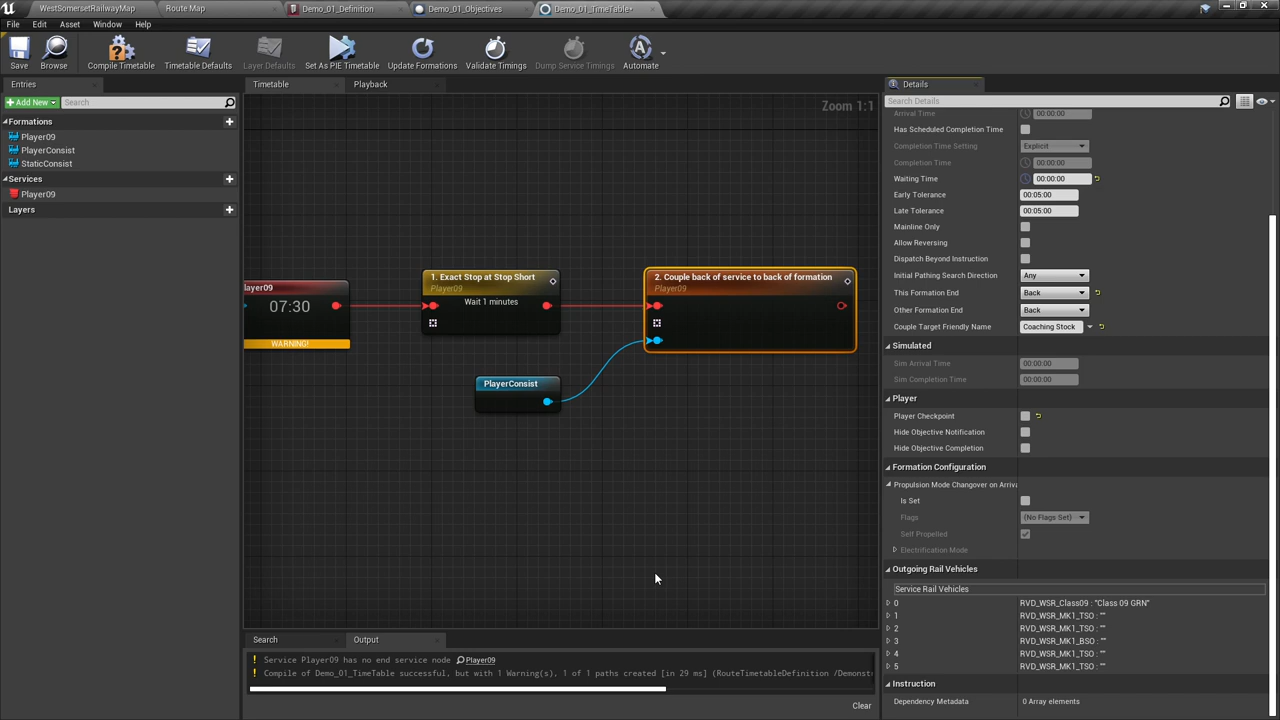 WestSomersetRailwayMap
Route Map
Demo_01_Definition
Demo_01_Objectives
Demo_01_TimeTable*
File
Edit
Asset
Window
Help
Save
Browse
Compile Timetable
Timetable Defaults
Layer Defaults
Set As PIE Timetable
Update Formations
Validate Timings
Dump Service Timings
Automate
Entries
Add New
Search
Formations
Player09
PlayerConsist
StaticConsist
Services
Player09
Layers
Timetable
Playback
Zoom 1:1
layer09
07:30
WARNING!
1. Exact Stop at Stop Short
Player09
Wait 1 minutes
2. Couple back of service to back of formation
Player09
PlayerConsist
Search
Output
Service Player09 has no end service node Player09
Compile of Demo_01_TimeTable successful, but with 1 Warning(s), 1 of 1 paths created [in 29 ms] (RouteTimetableDefinition /Demonst
Clear
Details
Search Details
Arrival Time 00:00:00
Has Scheduled Completion Time
Completion Time Setting Explicit
Completion Time 00:00:00
Waiting Time 00:00:00
Early Tolerance 00:05:00
Late Tolerance 00:05:00
Mainline Only
Allow Reversing
Dispatch Beyond Instruction
Initial Pathing Search Direction Any
This Formation End Back
Other Formation End Back
Couple Target Friendly Name Coaching Stock
Simulated
Sim Arrival Time 00:00:00
Sim Completion Time 00:00:00
Player
Player Checkpoint
Hide Objective Notification
Hide Objective Completion
Formation Configuration
Propulsion Mode Changover on Arriva
Is Set
Flags (No Flags Set)
Self Propelled
Electrification Mode
Outgoing Rail Vehicles
Service Rail Vehicles
0 RVD_WSR_Class09 : "Class 09 GRN"
1 RVD_WSR_MK1_TSO : ""
2 RVD_WSR_MK1_TSO : ""
3 RVD_WSR_MK1_BSO : ""
4 RVD_WSR_MK1_TSO : ""
5 RVD_WSR_MK1_TSO : ""
Instruction
Dependency Metadata 0 Array elements